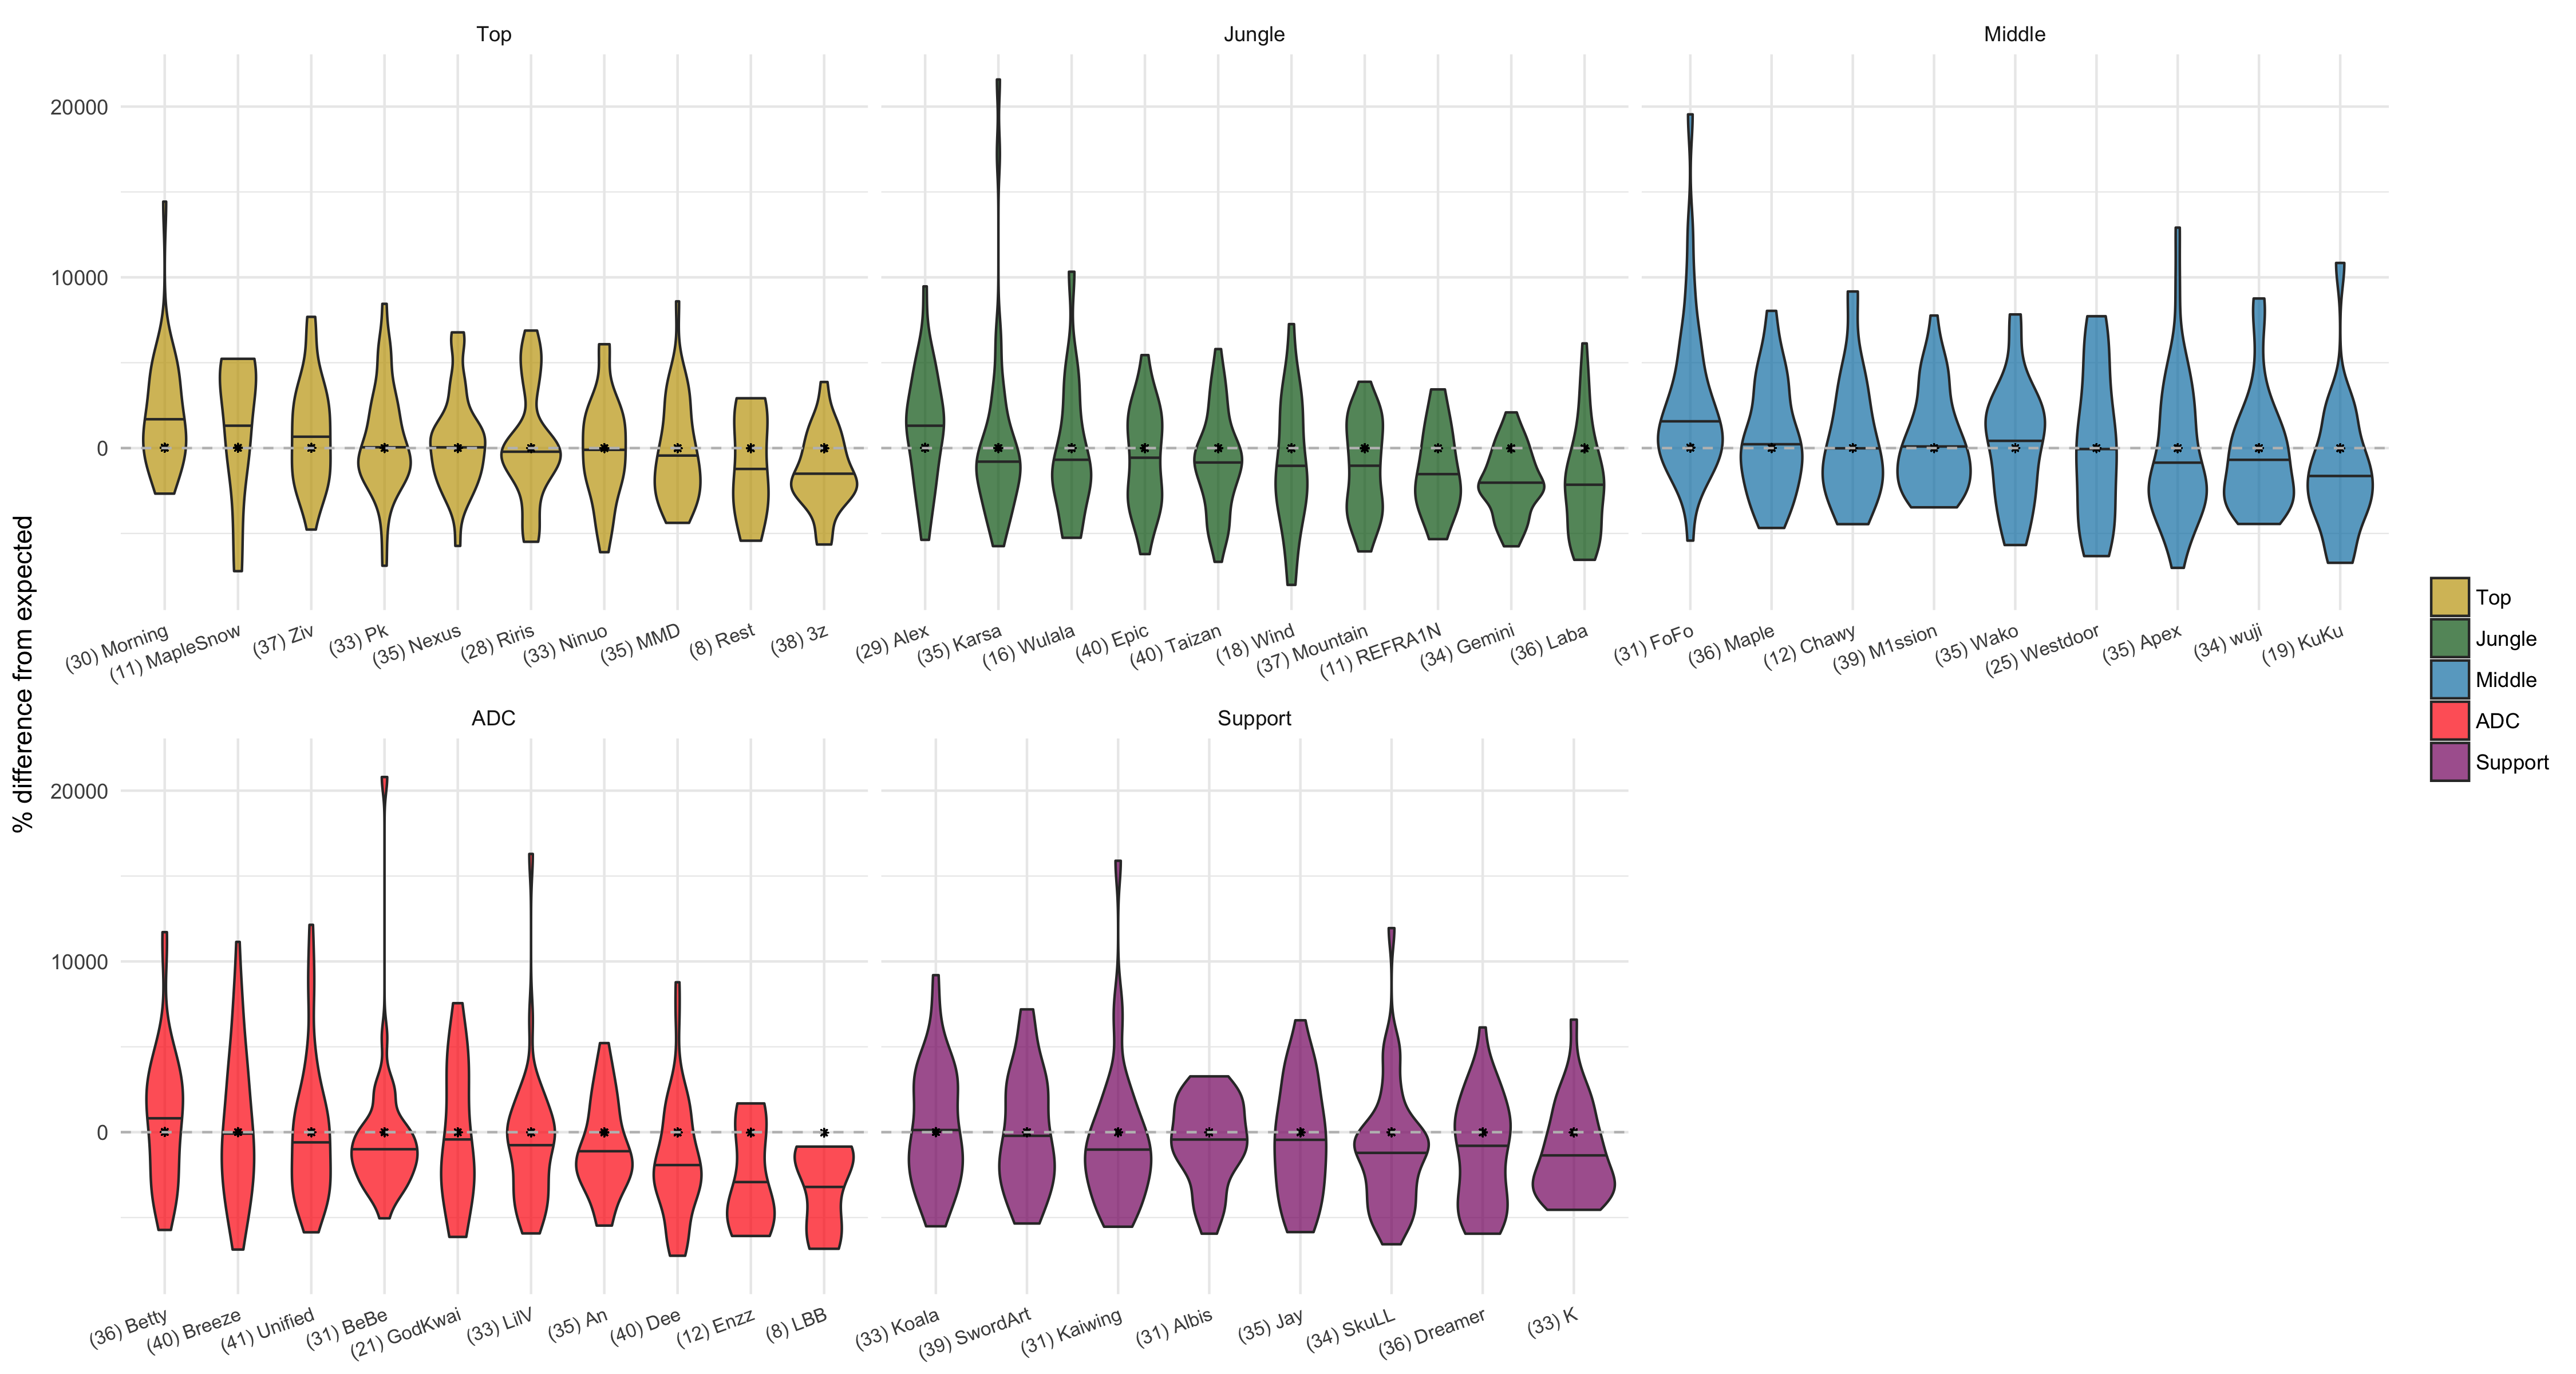 Top
Jungle
Middle
20000
10000
0
(30) Morning
(11) MapleSnow
(37) Ziv
(33) Pk
(35) Nexus
(28) Riris
(33) Ninuo
(35) MMD
(8) Rest
(38) 3z
(29) Alex
(35) Karsa
(16) Wulala
(40) Epic
(40) Taizan
(18) Wind
(37) Mountain
(11) REFRA1N
(34) Gemini
(36) Laba
(31) FoFo
(36) Maple
(12) Chawy
(39) M1ssion
(35) Wako
(25) Westdoor
(35) Apex
(34) wuji
(19) KuKu
% difference from expected
ADC
Support
20000
10000
0
(36) Betty
(40) Breeze
(41) Unified
(31) BeBe
(21) GodKwai
(33) LilV
(35) An
(40) Dee
(12) Enzz
(8) LBB
(33) Koala
(39) SwordArt
(31) Kaiwing
(31) Albis
(35) Jay
(34) SkuLL
(36) Dreamer
(33) K
Top
Jungle
Middle
ADC
Support